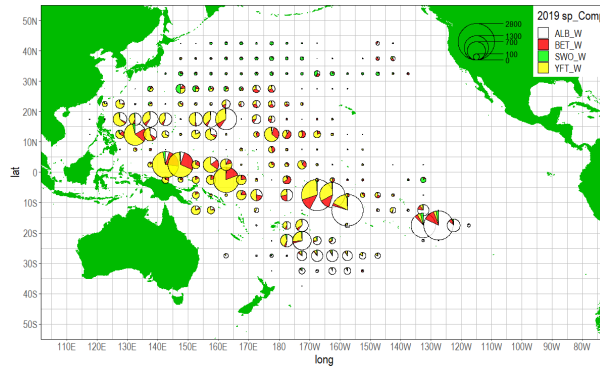 2019 sp_Comp
ALB_W
BET_W
SWO_W
YFT_W
2800
1300
700
100
0
50N
40N
30N
20N
10N
0
10S
20S
30S
40S
50S
lat
110E 120E 130E 140E 150E 160E 170E 180 170W 160W 150W 140W 130W 120W 110W 100W 90W 80W
long